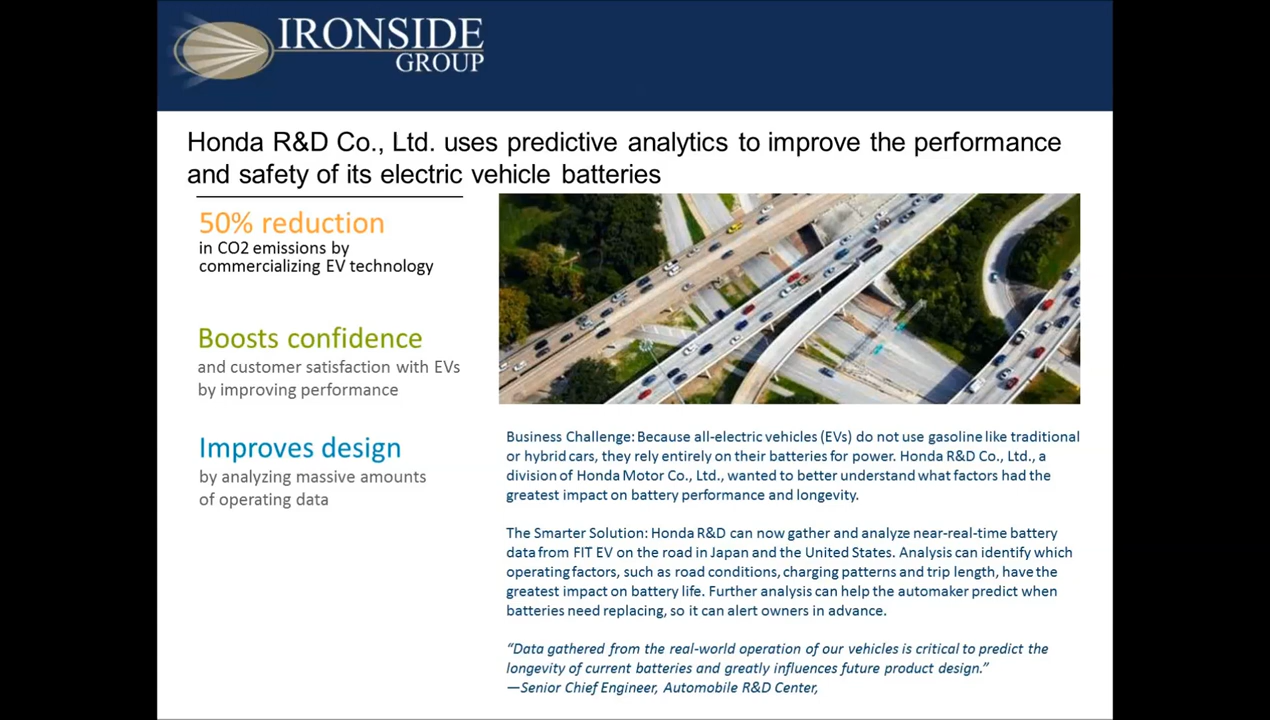 IRONSIDE
GROUP
Honda R&D Co., Ltd. uses predictive analytics to improve the performance
and safety of its electric vehicle batteries
50% reduction
in CO2 emissions by
commercializing EV technology
Boosts confidence
and customer satisfaction with EVs
by improving performance
Improves design
by analyzing massive amounts
of operating data
Business Challenge: Because all-electric vehicles (EVs) do not use gasoline like traditional
or hybrid cars, they rely entirely on their batteries for power. Honda R&D Co., Ltd., a
division of Honda Motor Co., Ltd., wanted to better understand what factors had the
greatest impact on battery performance and longevity.
The Smarter Solution: Honda R&D can now gather and analyze near-real-time battery
data from FIT EV on the road in Japan and the United States. Analysis can identify which
operating factors, such as road conditions, charging patterns and trip length, have the
greatest impact on battery life. Further analysis can help the automaker predict when
batteries need replacing, so it can alert owners in advance.
“Data gathered from the real-world operation of our vehicles is critical to predict the
longevity of current batteries and greatly influences future product design.”
—Senior Chief Engineer, Automobile R&D Center,